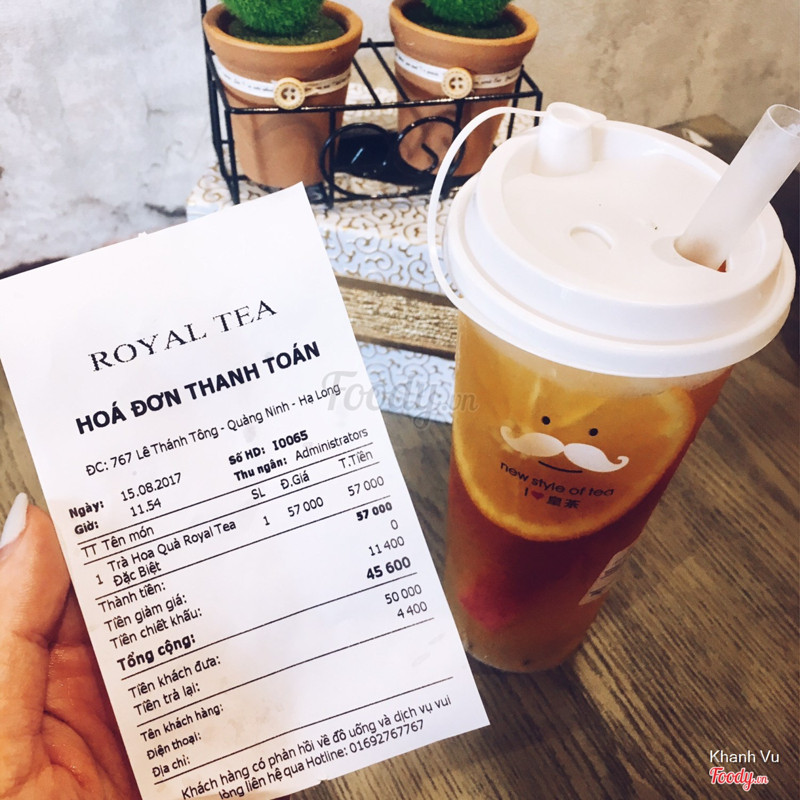 ROYAL TEA
HOÁ ĐƠN THANH TOÁN
ĐC: 767 Lê Thánh Tông - Quảng Ninh - Hạ Long
Số HD: I0065
Ngày: 15.08.2017 Thu ngân: Administrators
Giờ: 11.54
TT Tên món SL Đ.Giá T.Tiền
1 Trà Hoa Quả Royal Tea Đặc Biệt 1 57 000 57 000
Thành tiền: 57 000
Tiền giảm giá: 0
Tiền chiết khấu: 11 400
Tổng cộng: 45 600
Tiền khách đưa: 50 000
Tiền trả lại: 4 400
Tên khách hàng:
Điện thoại:
Địa chỉ:
Khách hàng có phản hồi về đồ uống và dịch vụ vui
lòng liên hệ qua Hotline: 01692767767
new style of tea
I ♥ 皇茶
Foody.vn
Khanh Vu
Foody.vn